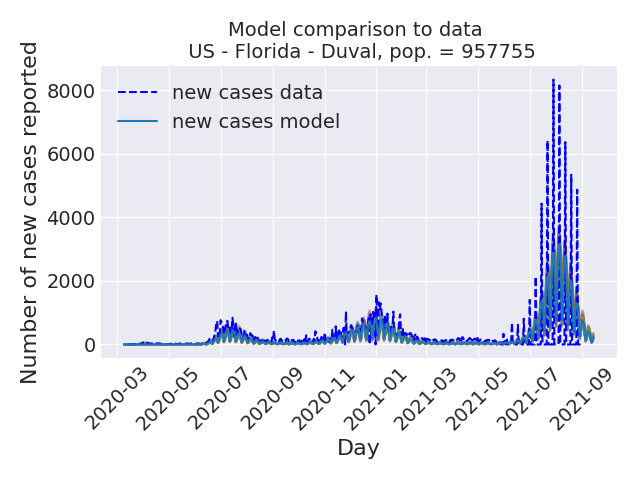 Model comparison to data
US - Florida - Duval, pop. = 957755
Number of new cases reported
8000
6000
4000
2000
0
new cases data
new cases model
2020-03
2020-05
2020-07
2020-09
2020-11
2021-01
2021-03
2021-05
2021-07
2021-09
Day